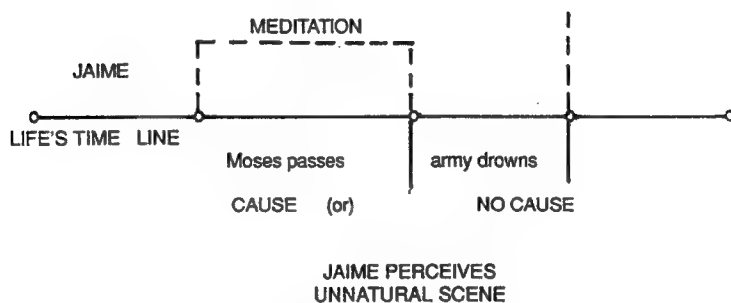 MEDITATION
JAIME
LIFE'S TIME LINE
Moses passes army drowns
CAUSE (or) NO CAUSE
JAIME PERCEIVES
UNNATURAL SCENE